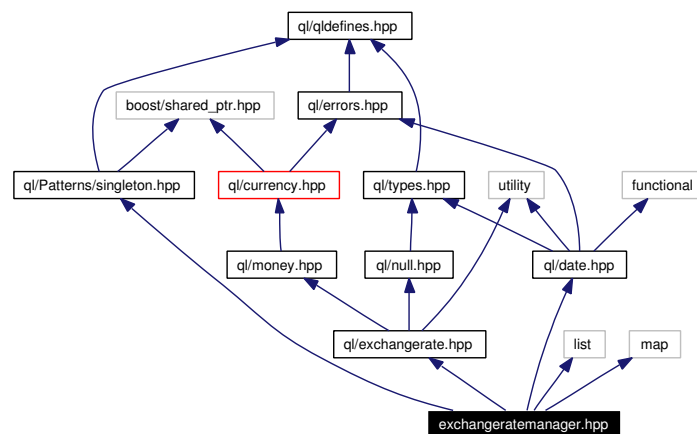 ql/qldefines.hpp
boost/shared_ptr.hpp
ql/errors.hpp
ql/Patterns/singleton.hpp
ql/currency.hpp
ql/types.hpp
utility
functional
ql/money.hpp
ql/null.hpp
ql/date.hpp
ql/exchangerate.hpp
list
map
exchangeratemanager.hpp